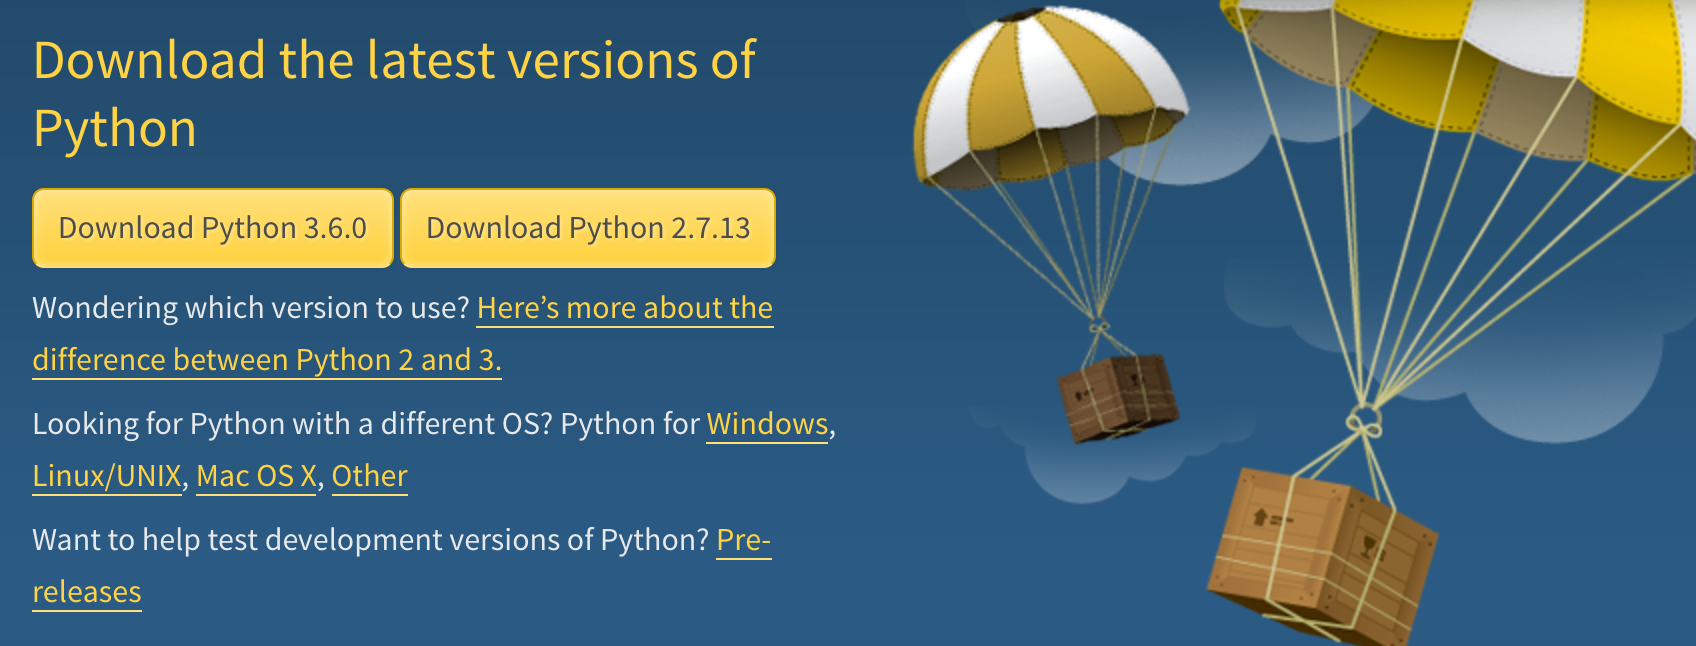 Download the latest versions of
Python
Download Python 3.6.0 Download Python 2.7.13
Wondering which version to use? Here’s more about the
difference between Python 2 and 3.
Looking for Python with a different OS? Python for Windows,
Linux/UNIX, Mac OS X, Other
Want to help test development versions of Python? Pre-
releases